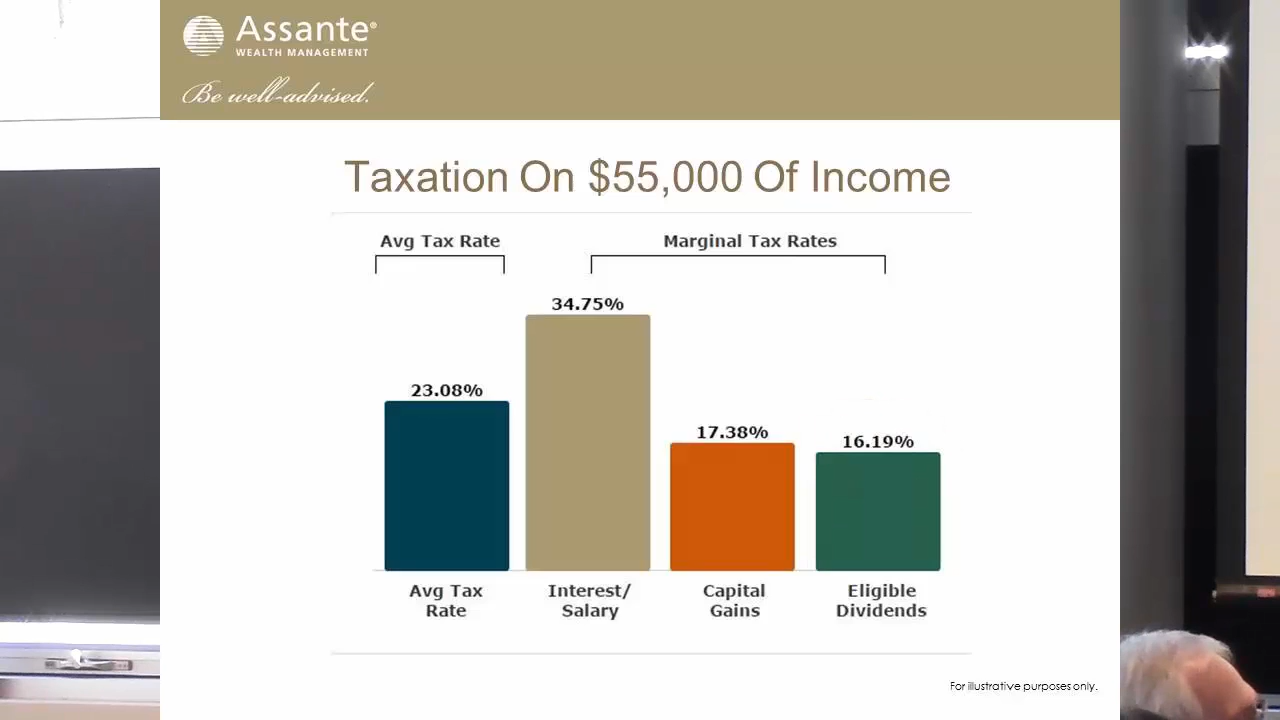 Assante®
WEALTH MANAGEMENT
Be well-advised.
Taxation On $55,000 Of Income
Avg Tax Rate
Marginal Tax Rates
34.75%
23.08%
17.38%
16.19%
Avg Tax
Rate
Interest/
Salary
Capital
Gains
Eligible
Dividends
For illustrative purposes only.